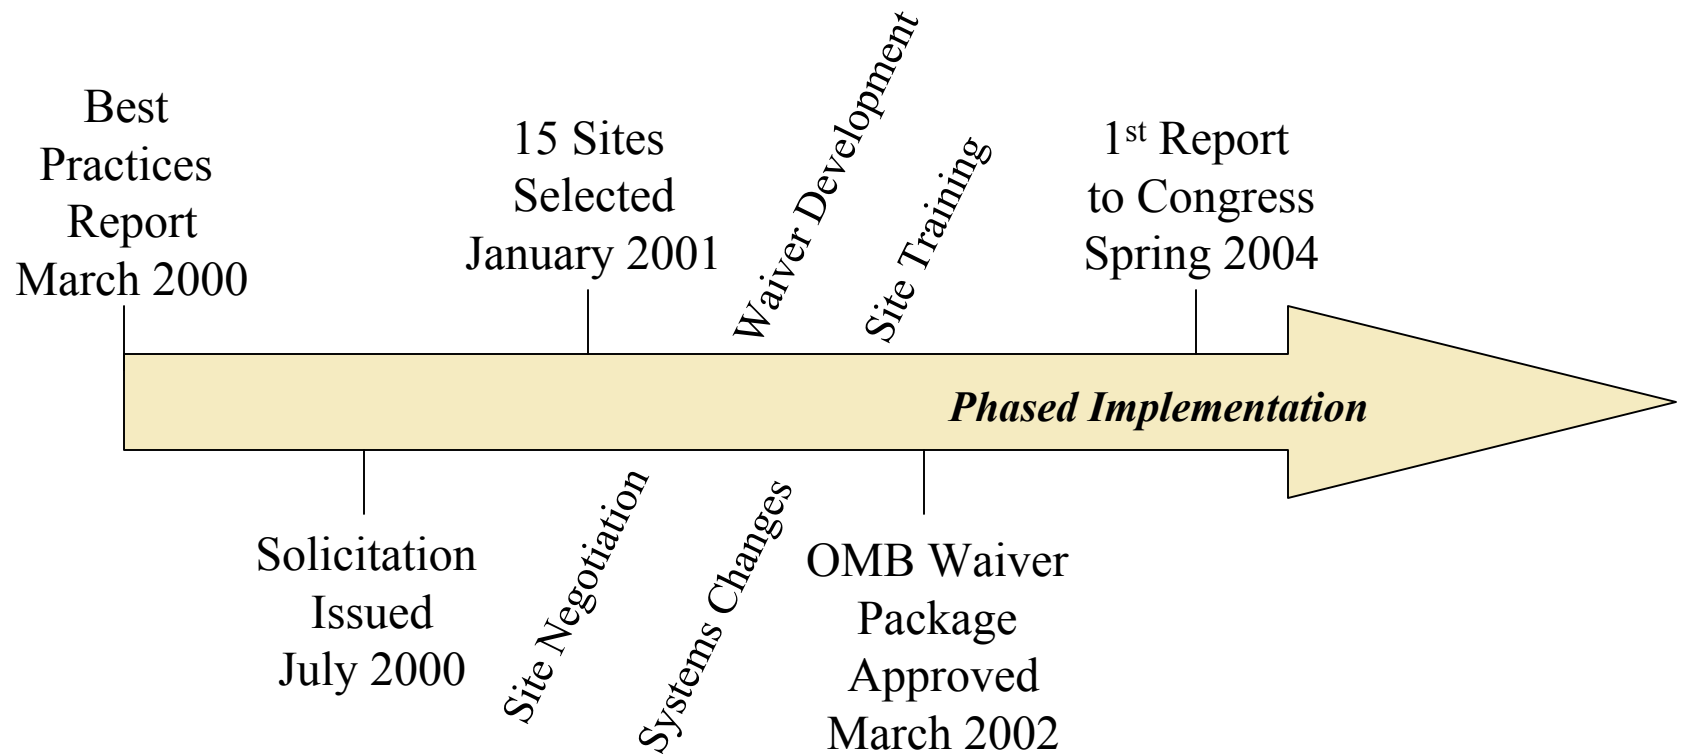 Best
Practices
Report
March 2000
15 Sites
Selected
January 2001
Waiver Development
Site Training
1st Report
to Congress
Spring 2004
Phased Implementation
Solicitation
Issued
July 2000
Site Negotiation
Systems Changes
OMB Waiver
Package
Approved
March 2002